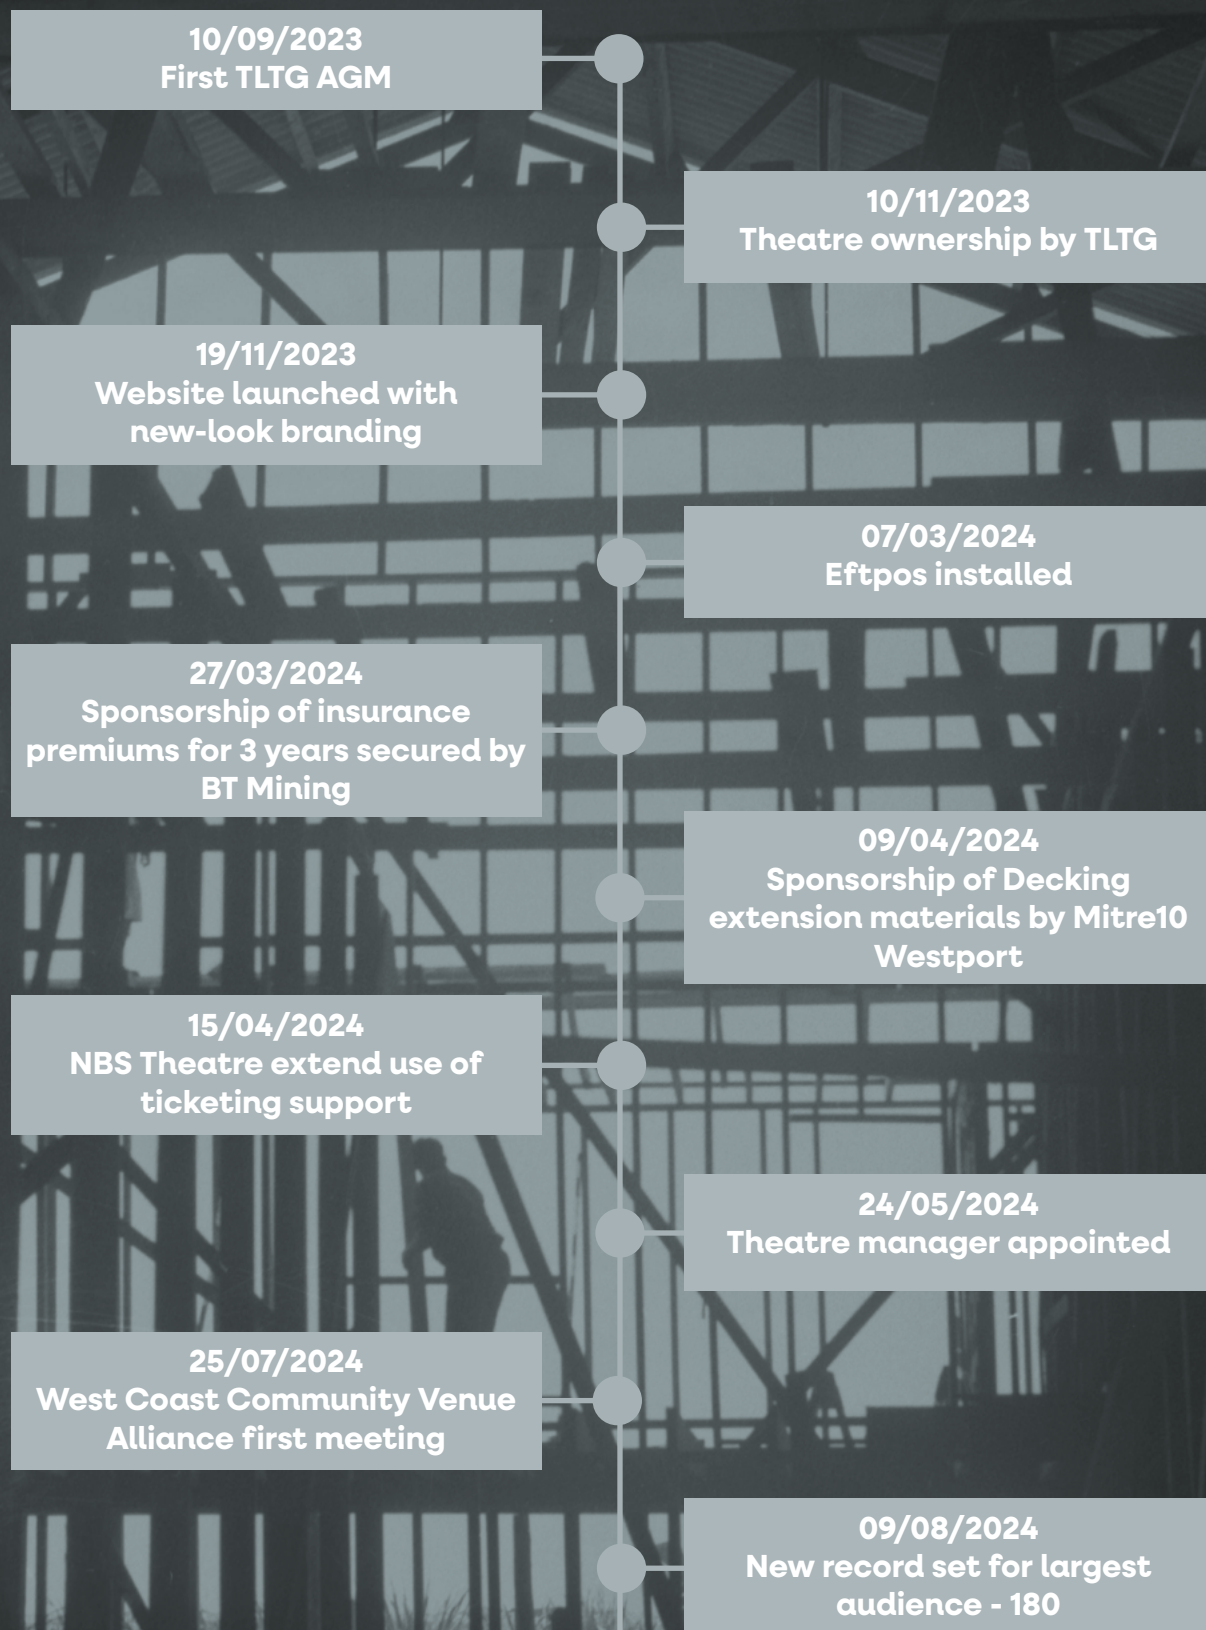 10/09/2023
First TLTG AGM
10/11/2023
Theatre ownership by TLTG
19/11/2023
Website launched with
new-look branding
07/03/2024
Eftpos installed
27/03/2024
Sponsorship of insurance
premiums for 3 years secured by
BT Mining
09/04/2024
Sponsorship of Decking
extension materials by Mitre10
Westport
15/04/2024
NBS Theatre extend use of
ticketing support
24/05/2024
Theatre manager appointed
25/07/2024
West Coast Community Venue
Alliance first meeting
09/08/2024
New record set for largest
audience - 180